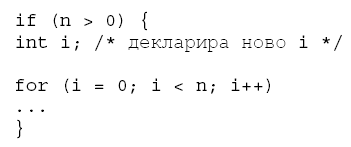 if (n > 0) {
int i; /* декларира ново i */
for (i = 0; i < n; i++)
...
}